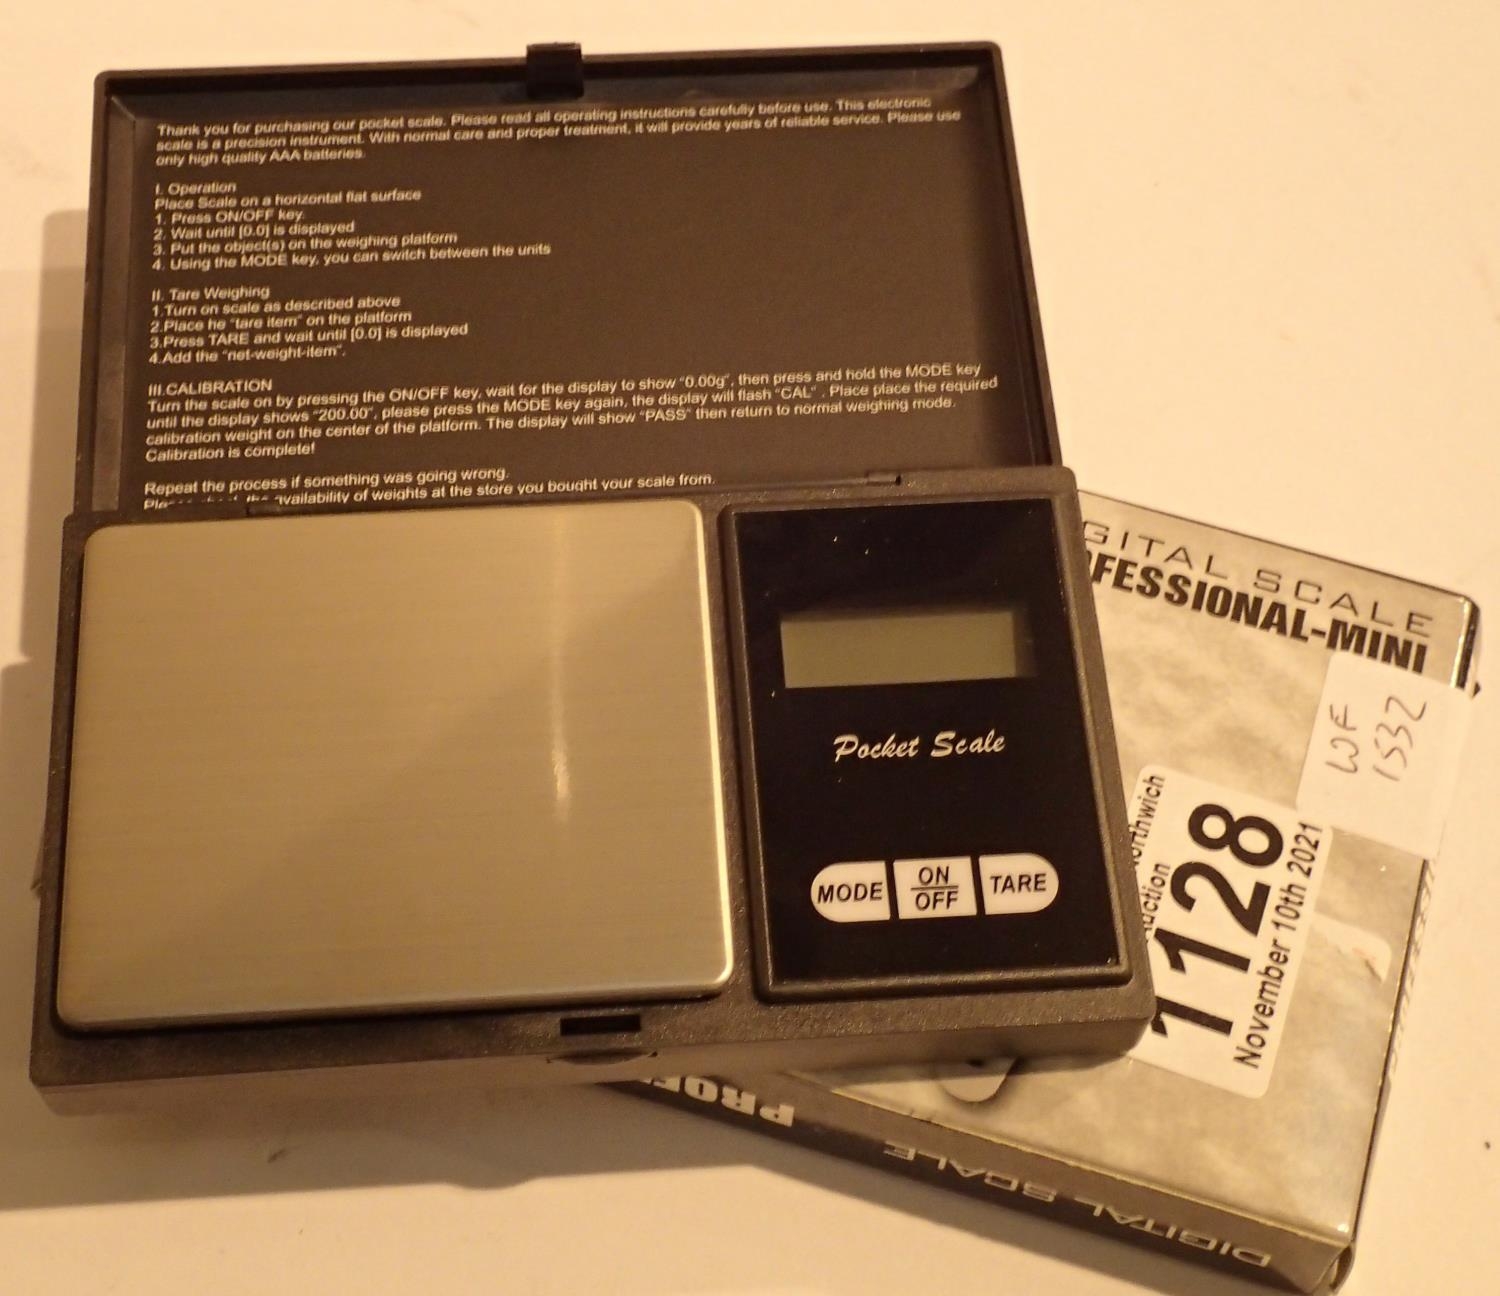 Thank you for purchasing our pocket scale. Please read all operating instructions carefully before use. This electronic
scale is a precision instrument. With normal care and proper treatment, it will provide years of reliable service. Please use
only high quality AAA batteries.
I. Operation
Place Scale on a horizontal flat surface
1. Press ON/OFF key.
2. Wait until [0.0] is displayed
3. Put the object(s) on the weighing platform
4. Using the MODE key, you can switch between the units
II. Tare Weighing
1.Turn on scale as described above
2.Place he "tare item" on the platform
3.Press TARE and wait until [0.0] is displayed
4.Add the "net-weight-item".
III.CALIBRATION
Turn the scale on by pressing the ON/OFF key, wait for the display to show "0.00g", then press and hold the MODE key
until the display shows "200.00", please press the MODE key again, the display will flash "CAL" . Place place the required
calibration weight on the center of the platform. The display will show "PASS" then return to normal weighing mode.
Calibration is complete!
Repeat the process if something was going wrong.
the availability of weights at the store you bought your scale from.
Pocket Scale
MODE
ON
OFF
TARE
SCALE
PROFESSIONAL-MINI
WF
1532
1128
November 10th 2021
DIGITAL SCALE